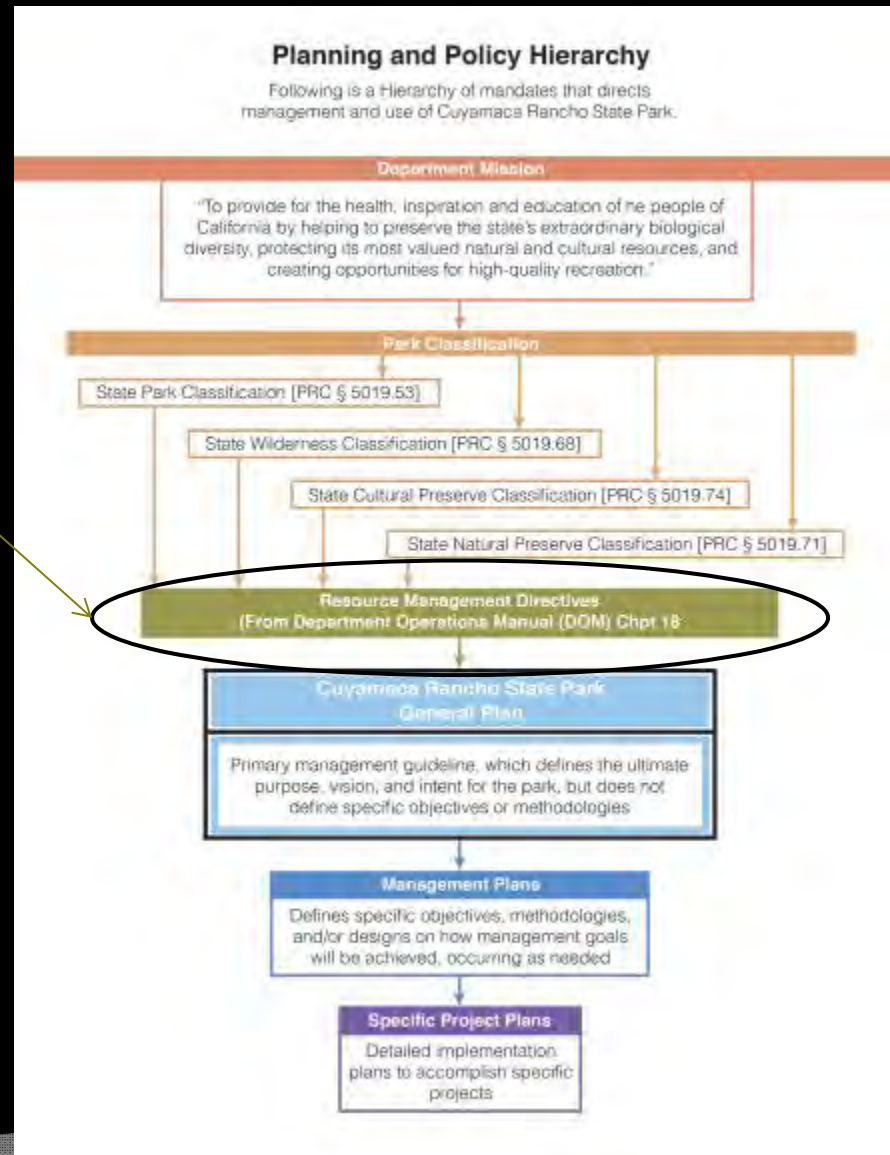 Planning and Policy Hierarchy
Following is a Hierarchy of mandates that directs
management and use of Cuyamaca Rancho State Park.
Department Mission
"To provide for the health, inspiration and education of he people of
California by helping to preserve the state's extraordinary biological
diversity, protecting its most valued natural and cultural resources, and
creating opportunities for high-quality recreation."
Park Classification
State Park Classification [PRC § 5019.53]
State Wilderness Classification [PRC § 5019.68]
State Cultural Preserve Classification [PRC § 5019.74]
State Natural Preserve Classification [PRC § 5019.71]
Resource Management Directives
(From Department Operations Manual (DOM) Chpt 18
Cuyamaca Rancho State Park
General Plan
Primary management guideline, which defines the ultimate
purpose, vision, and intent for the park, but does not
define specific objectives or methodologies
Management Plans
Defines specific objectives, methodologies,
and/or designs on how management goals
will be achieved, occurring as needed
Specific Project Plans
Detailed implementation
plans to accomplish specific
projects